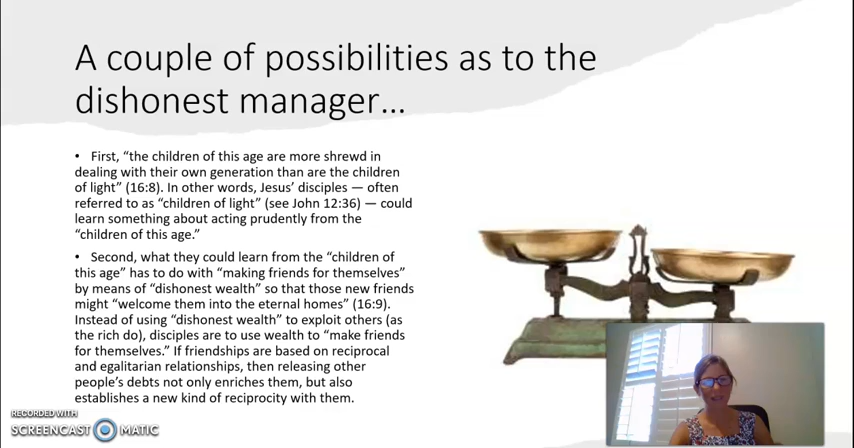 A couple of possibilities as to the
dishonest manager…
• First, “the children of this age are more shrewd in
dealing with their own generation than are the children
of light” (16:8). In other words, Jesus’ disciples — often
referred to as “children of light” (see John 12:36) — could
learn something about acting prudently from the
“children of this age.”
• Second, what they could learn from the “children of
this age” has to do with “making friends for themselves”
by means of “dishonest wealth” so that those new friends
might “welcome them into the eternal homes” (16:9).
Instead of using “dishonest wealth” to exploit others (as
the rich do), disciples are to use wealth to “make friends
for themselves.” If friendships are based on reciprocal
and egalitarian relationships, then releasing other
people’s debts not only enriches them, but also
establishes a new kind of reciprocity with them.
RECORDED WITH
SCREENCAST MATIC